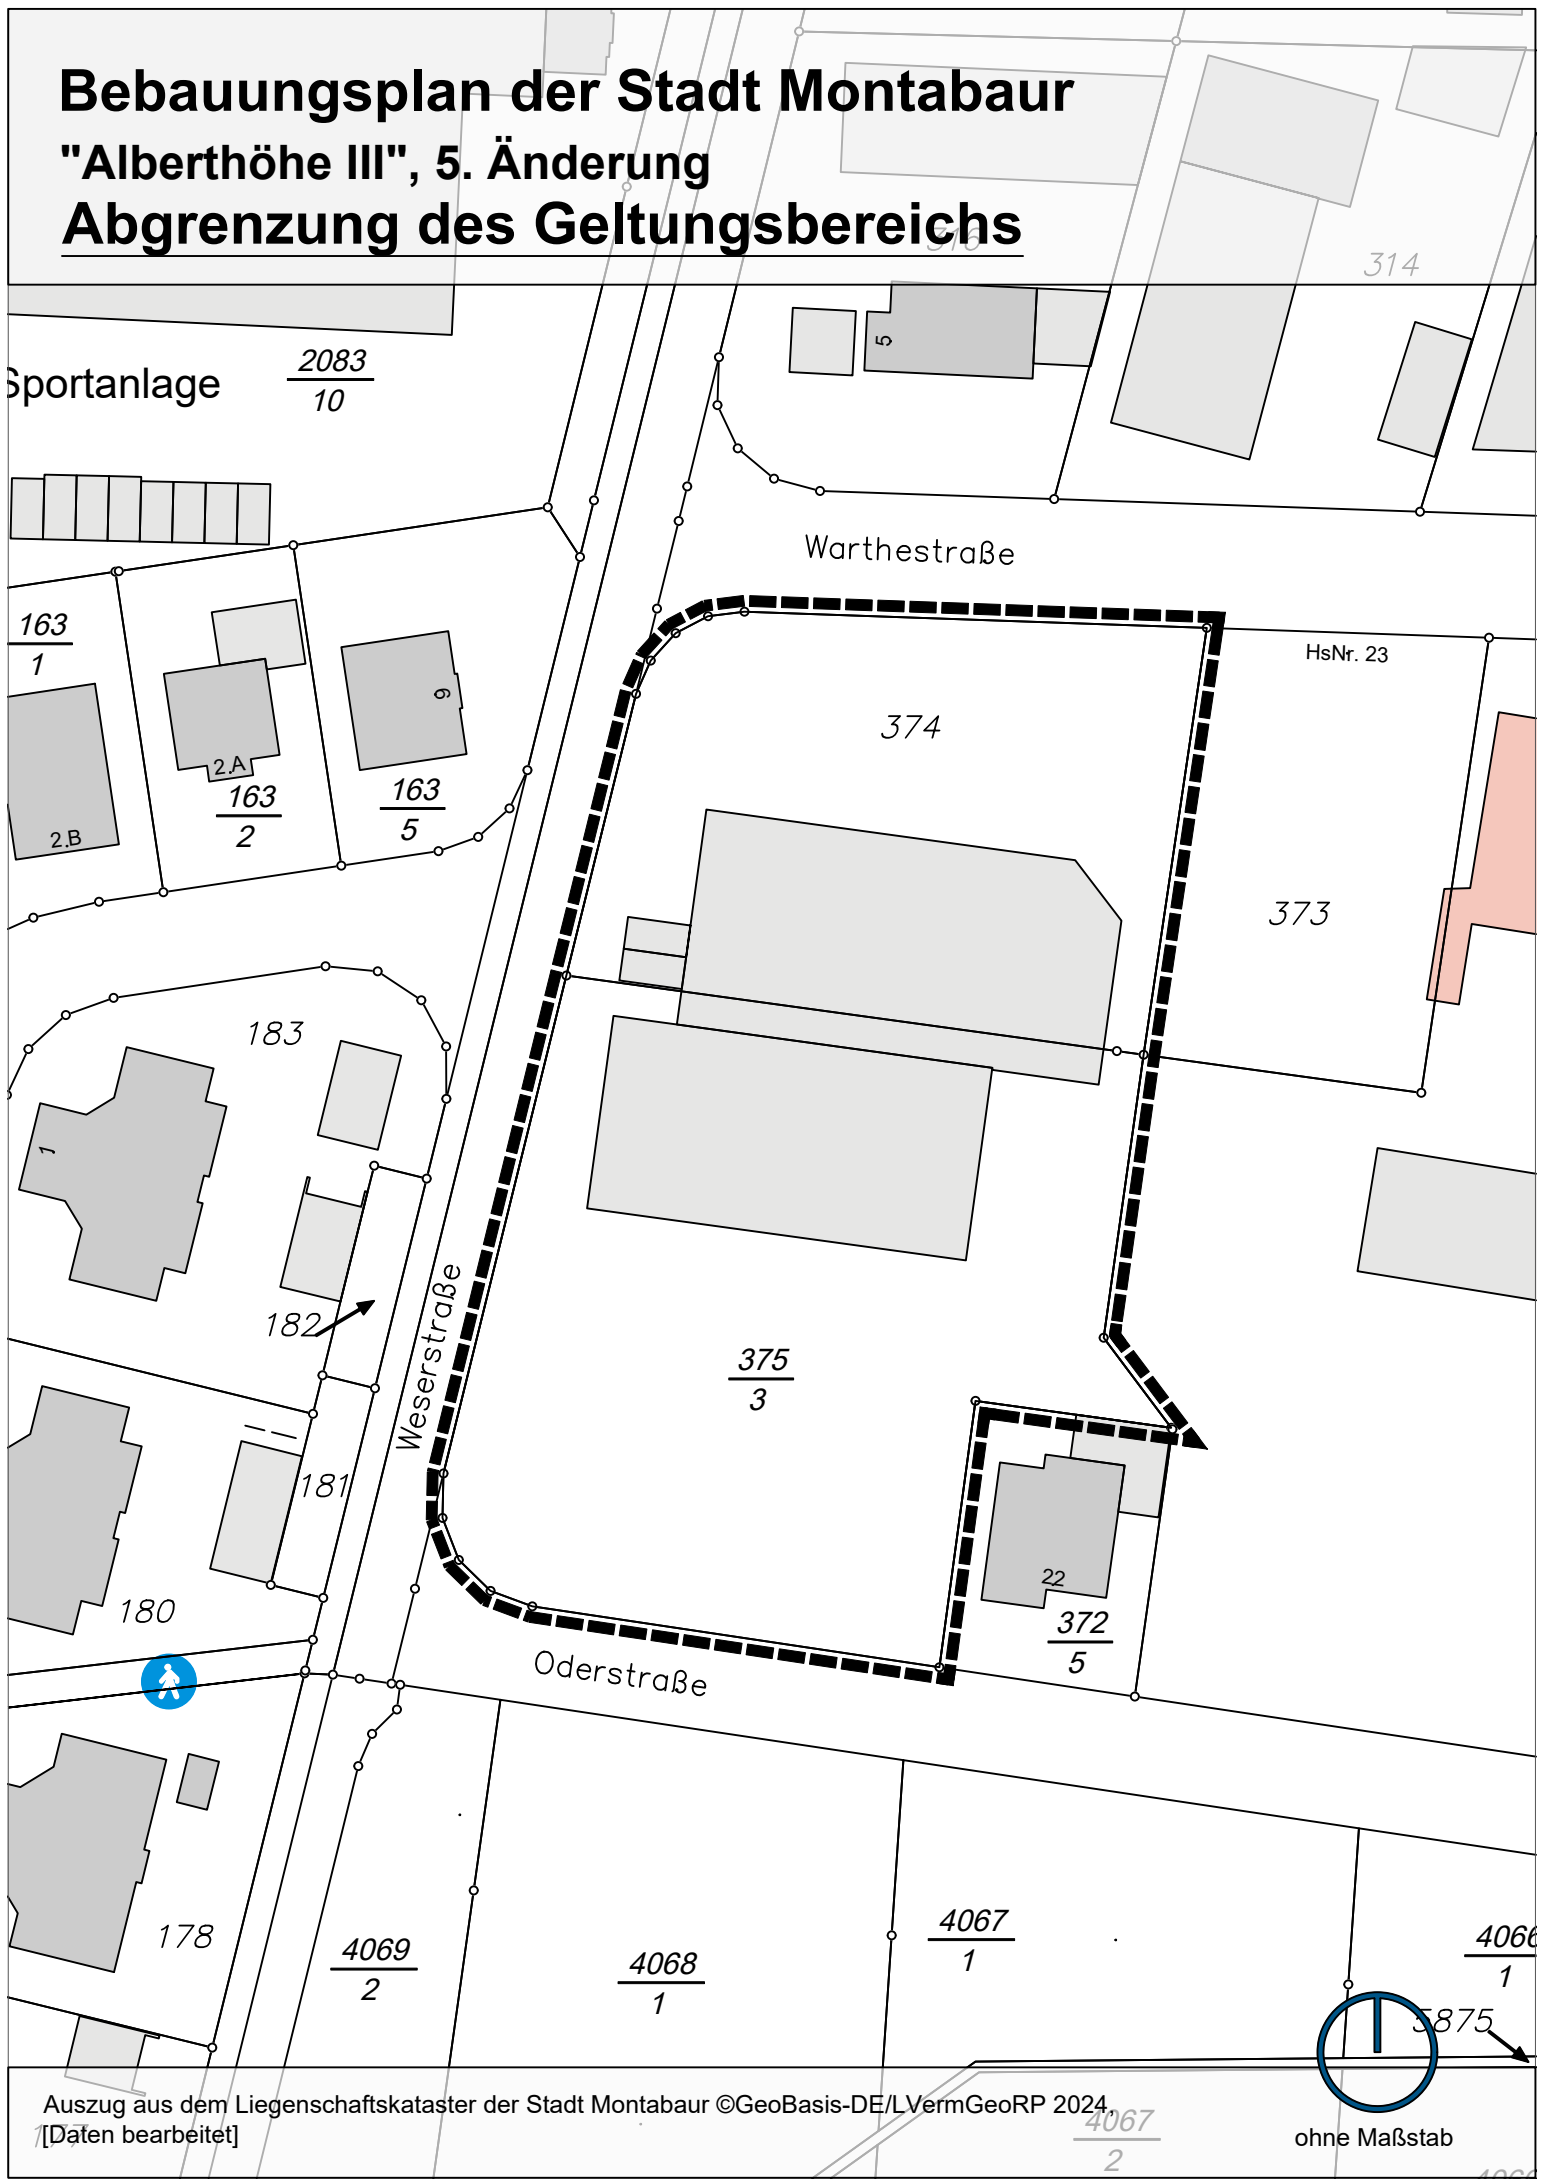 Bebauungsplan der Stadt Montabaur
"Alberthöhe III", 5. Änderung
Abgrenzung des Geltungsbereichs
316
314
5
2083
10
Sportanlage
Warthestraße
163
1
HsNr. 23
9
374
2.A
163
2
163
5
2.B
373
183
1
182
Weserstraße
375
3
181
22
180
372
5
Oderstraße
178
4069
2
4068
1
4067
1
4066
1
5875
Auszug aus dem Liegenschaftskataster der Stadt Montabaur ©GeoBasis-DE/LVermGeoRP 2024,
[Daten bearbeitet]
177
4067
2
ohne Maßstab